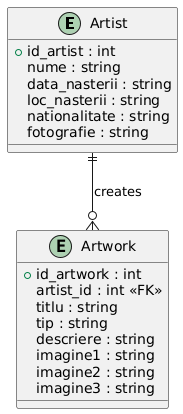 E Artist
id_artist : int
nume : string
data_nasterii : string
loc_nasterii : string
nationalitate : string
fotografie : string
creates
E Artwork
id_artwork : int
artist_id : int «FK»
titlu : string
tip : string
descriere : string
imagine1 : string
imagine2 : string
imagine3 : string